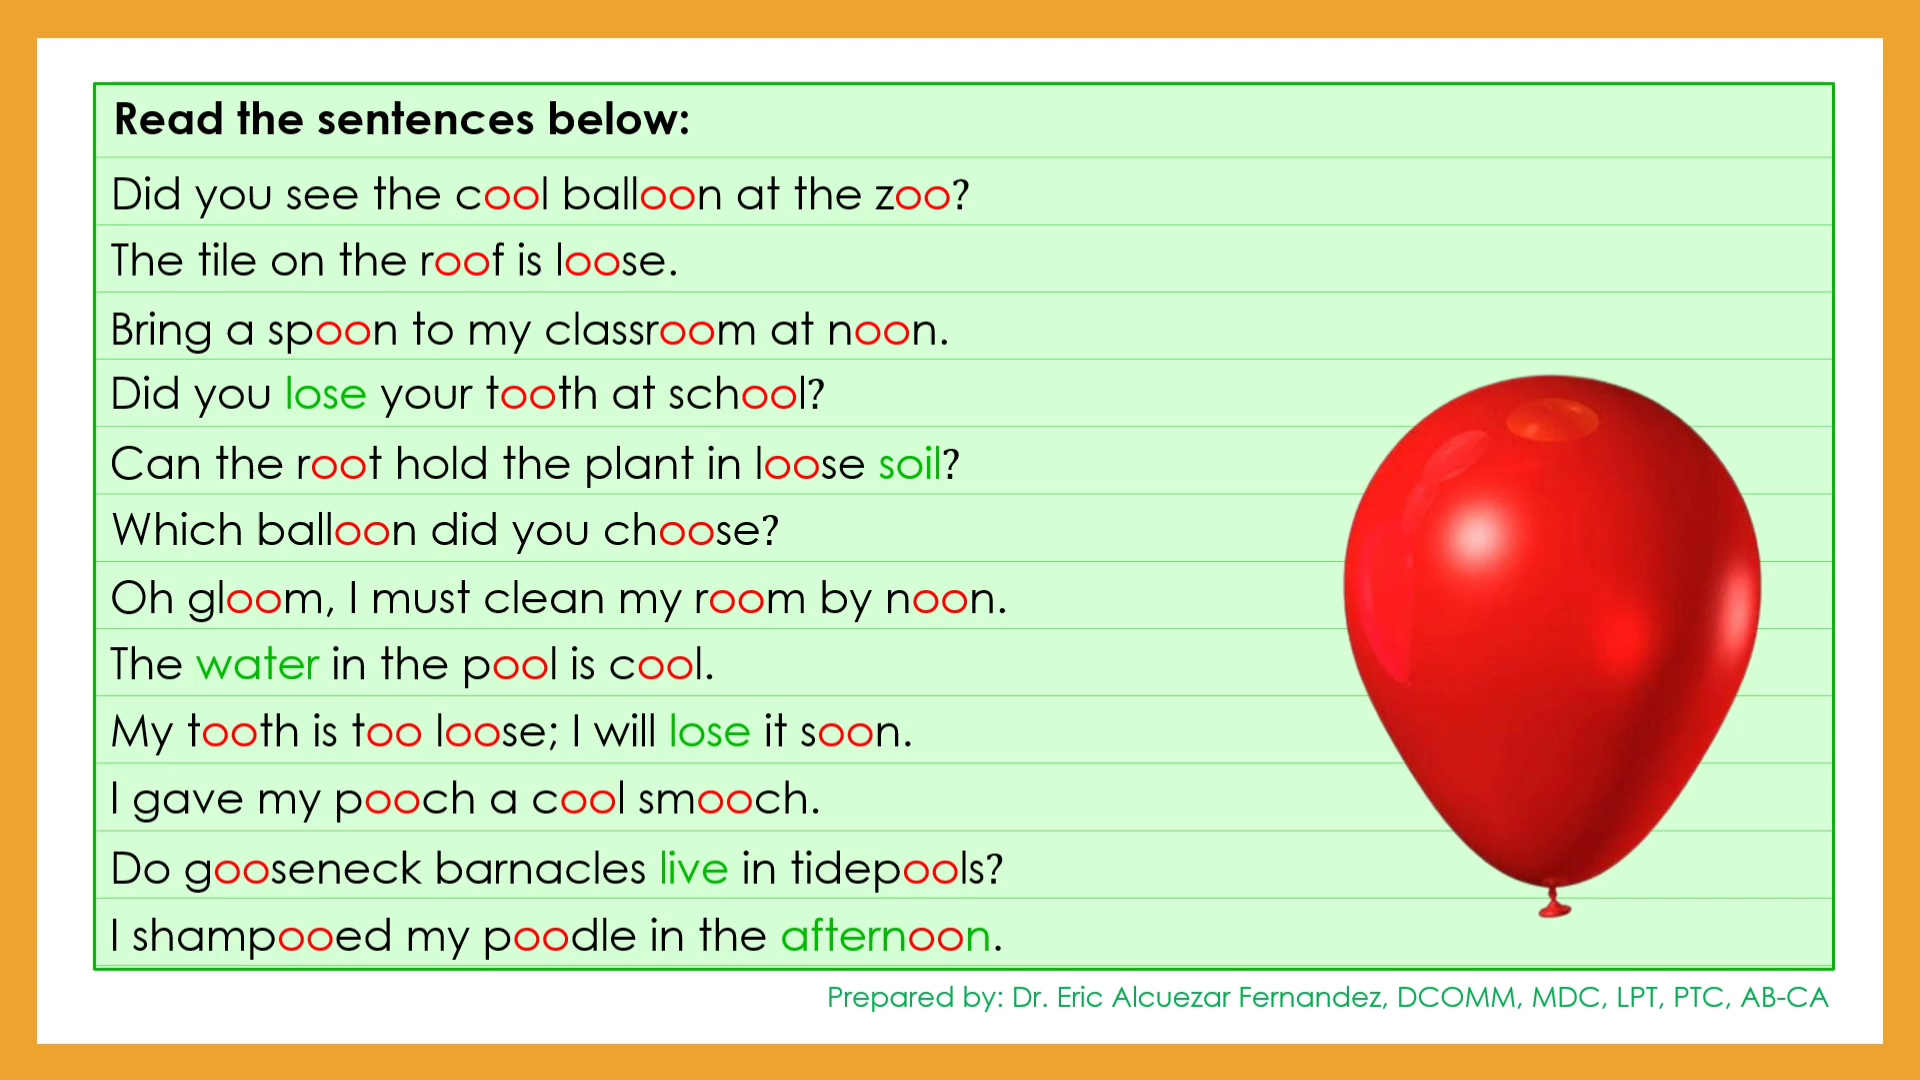 Read the sentences below:
Did you see the cool balloon at the zoo?
The tile on the roof is loose.
Bring a spoon to my classroom at noon.
Did you lose your tooth at school?
Can the root hold the plant in loose soil?
Which balloon did you choose?
Oh gloom, I must clean my room by noon.
The water in the pool is cool.
My tooth is too loose; I will lose it soon.
I gave my pooch a cool smooch.
Do gooseneck barnacles live in tidepools?
I shampooed my poodle in the afternoon.
Prepared by: Dr. Eric Alcuezar Fernandez, DCOMM, MDC, LPT, PTC, AB-CA